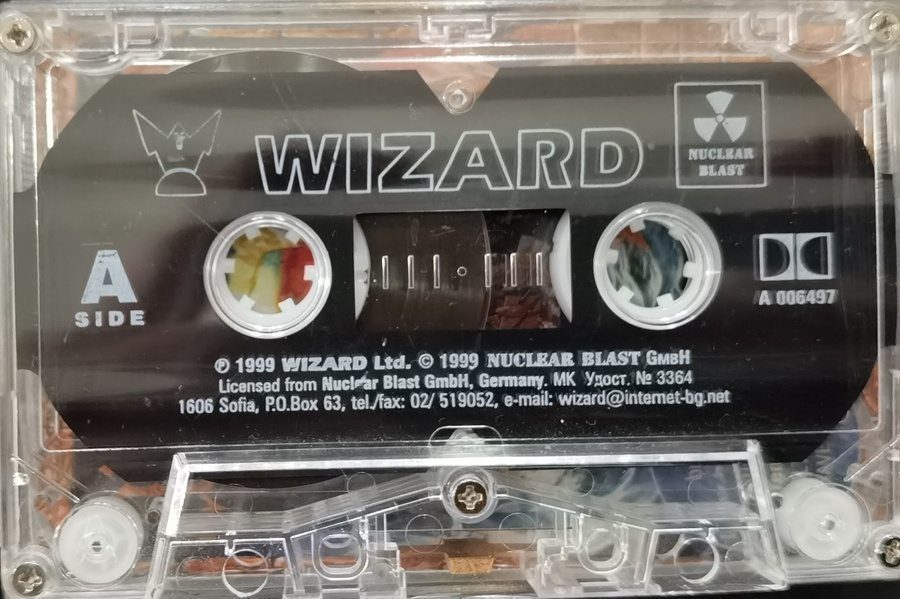 WIZARD
NUCLEAR
BLAST
A
SIDE
A 006497
℗ 1999 WIZARD Ltd. © 1999 NUCLEAR BLAST GmbH
Licensed from Nuclear Blast GmbH, Germany. МК Удост. № 3364
1606 Sofia, P.O.Box 63, tel./fax: 02/ 519052, e-mail: wizard@internet-bg.net